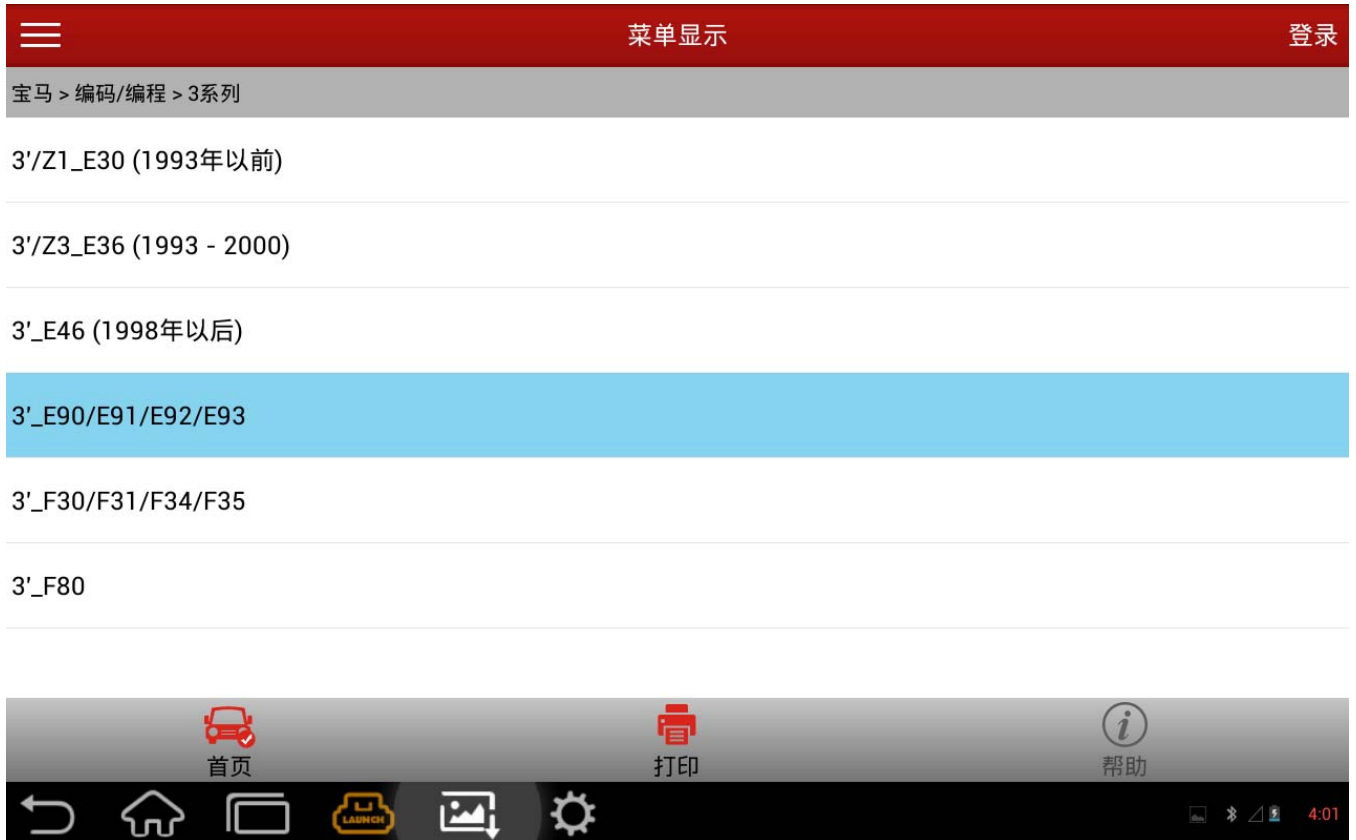 菜单显示
登录
宝马 > 编码/编程 > 3系列
3'/Z1_E30 (1993年以前)
3'/Z3_E36 (1993 - 2000)
3'_E46 (1998年以后)
3'_E90/E91/E92/E93
3'_F30/F31/F34/F35
3'_F80
首页
打印
帮助
LAUNCH
4:01